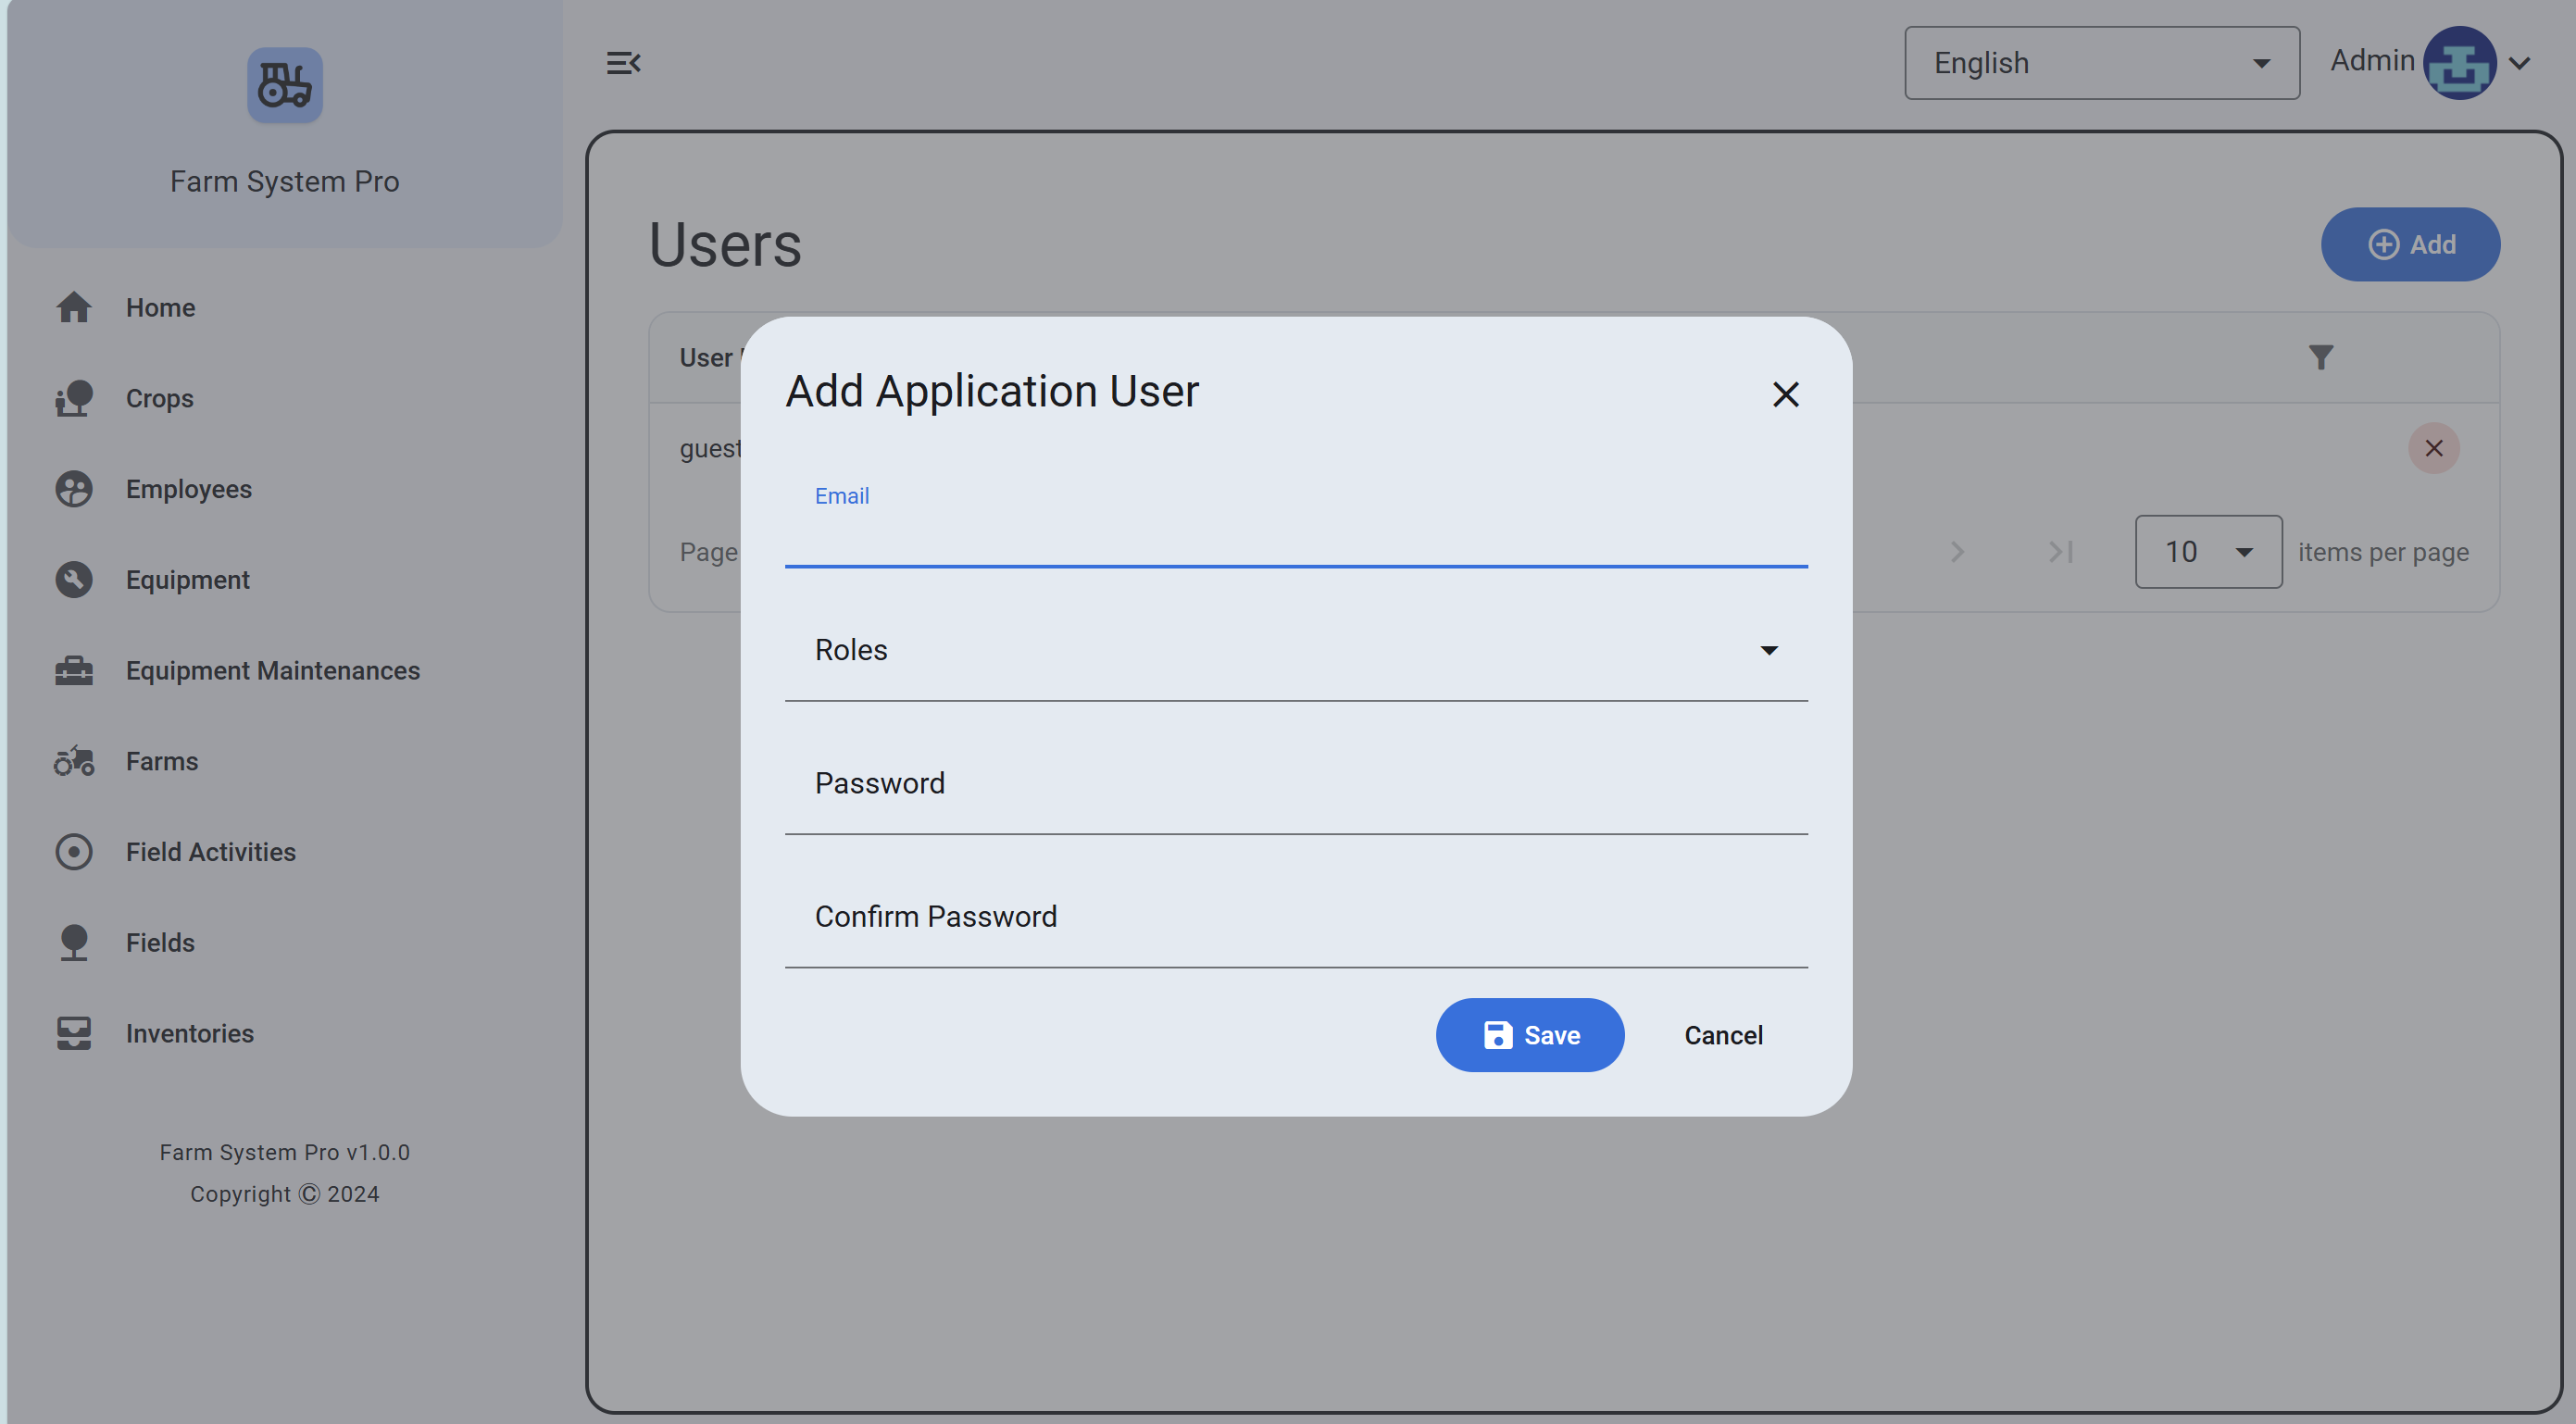 Farm System Pro
Home
Crops
Employees
Equipment
Equipment Maintenances
Farms
Field Activities
Fields
Inventories
Farm System Pro v1.0.0
Copyright © 2024
English
Admin
Users
Add
User
guest
Page
10
items per page
Add Application User
Email
Roles
Password
Confirm Password
Save
Cancel